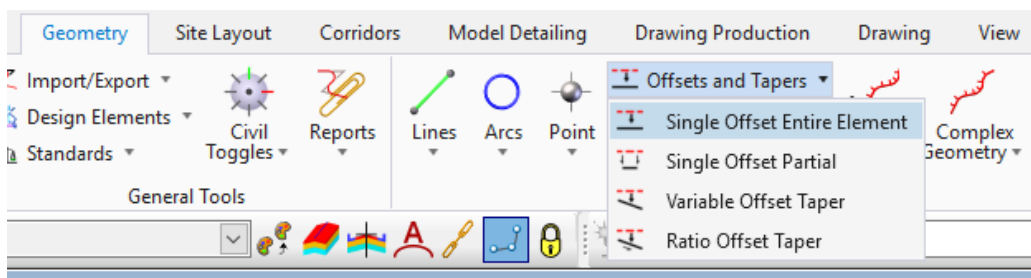 Geometry Site Layout Corridors Model Detailing Drawing Production Drawing View
Import/Export
Design Elements
Standards
Civil
Toggles
Reports
Lines
Arcs
Point
Offsets and Tapers
Single Offset Entire Element
Single Offset Partial
Variable Offset Taper
Ratio Offset Taper
Complex
Geometry
General Tools